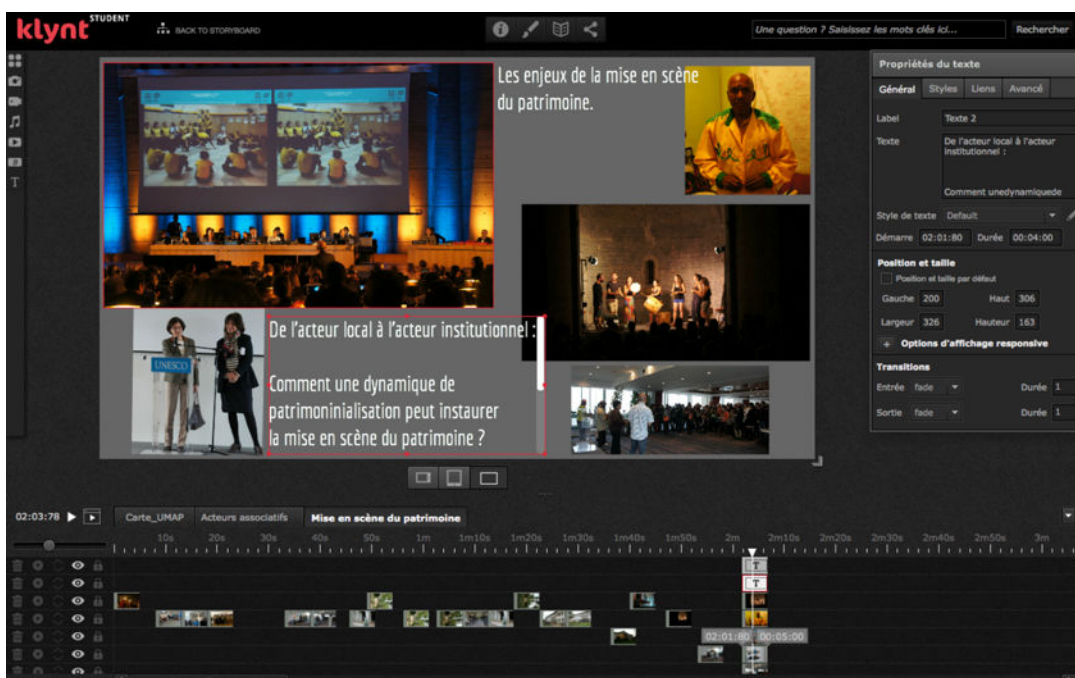 klynt STUDENT
BACK TO STORYBOARD
Une question ? Saisissez les mots clés ici...
Rechercher
Les enjeux de la mise en scène
du patrimoine.
UNESCO
De l'acteur local à l'acteur institutionnel :
Comment une dynamique de
patrimoninialisation peut instaurer
la mise en scène du patrimoine ?
Propriétés du texte
Général Styles Liens Avancé
Label Texte 2
Texte De l'acteur local à l'acteur
institutionnel :
Comment unedynamiquede
Style de texte Default
Démarre 02:01:80 Durée 00:04:00
Position et taille
Position et taille par défaut
Gauche 200 Haut 306
Largeur 326 Hauteur 163
+ Options d'affichage responsive
Transitions
Entrée fade Durée 1
Sortie fade Durée 1
02:03:78
Carte_UMAP Acteurs associatifs Mise en scène du patrimoine
10s 20s 30s 40s 50s 1m 1m10s 1m20s 1m30s 1m40s 1m50s 2m 2m10s 2m20s 2m30s 2m40s 2m50s 3m
T
T
02:01:80 00:05:00